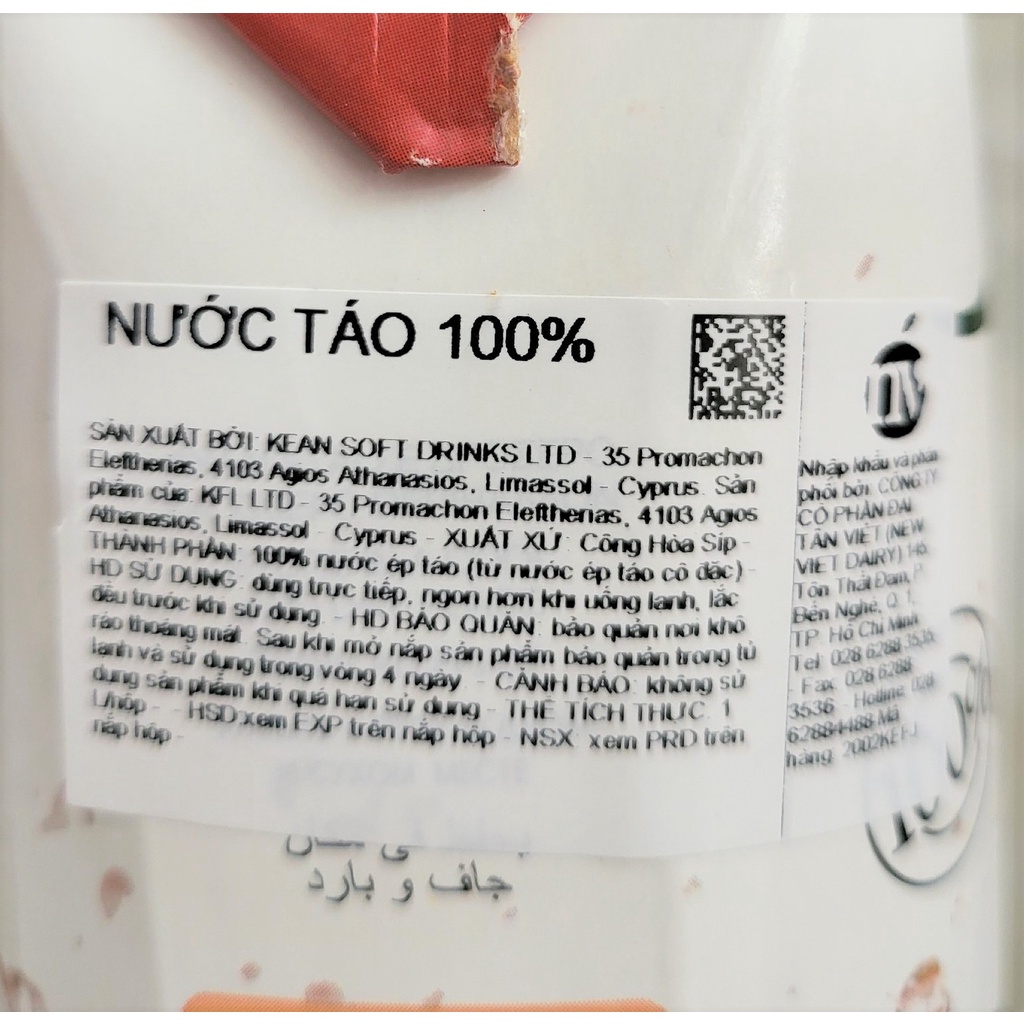 NƯỚC TÁO 100%
SẢN XUẤT BỞI: KEAN SOFT DRINKS LTD - 35 Promachon
Eleftherias, 4103 Agios Athanasios, Limassol - Cyprus. Sản
phẩm của: KFL LTD - 35 Promachon Eleftherias, 4103 Agios
Athanasios, Limassol - Cyprus - XUẤT XỨ: Cộng Hòa Síp -
THÀNH PHẦN: 100% nước ép táo (từ nước ép táo cô đặc) -
HD SỬ DỤNG: dùng trực tiếp, ngon hơn khi uống lạnh, lắc
đều trước khi sử dụng. - HD BẢO QUẢN: bảo quản nơi khô
ráo thoáng mát. Sau khi mở nắp sản phẩm bảo quản trong tủ
lạnh và sử dụng trong vòng 4 ngày. - CẢNH BÁO: không sử
dụng sản phẩm khi quá hạn sử dụng - THỂ TÍCH THỰC: 1
L/hộp - - HSD:xem EXP trên nắp hộp - NSX: xem PRD trên
nắp hộp -
Nhập khẩu và phân
phối bởi: CÔNG TY
CỔ PHẦN ĐẠI
TÂN VIỆT (NEW
VIET DAIRY) 146
Tôn Thất Đạm, P.
Bến Nghé, Q.1,
TP. Hồ Chí Minh
Tel: 028 6288 3535
- Fax: 028 6288
3536 - Hotline: 028
62884488 Mã
hàng:
جاف و بارد